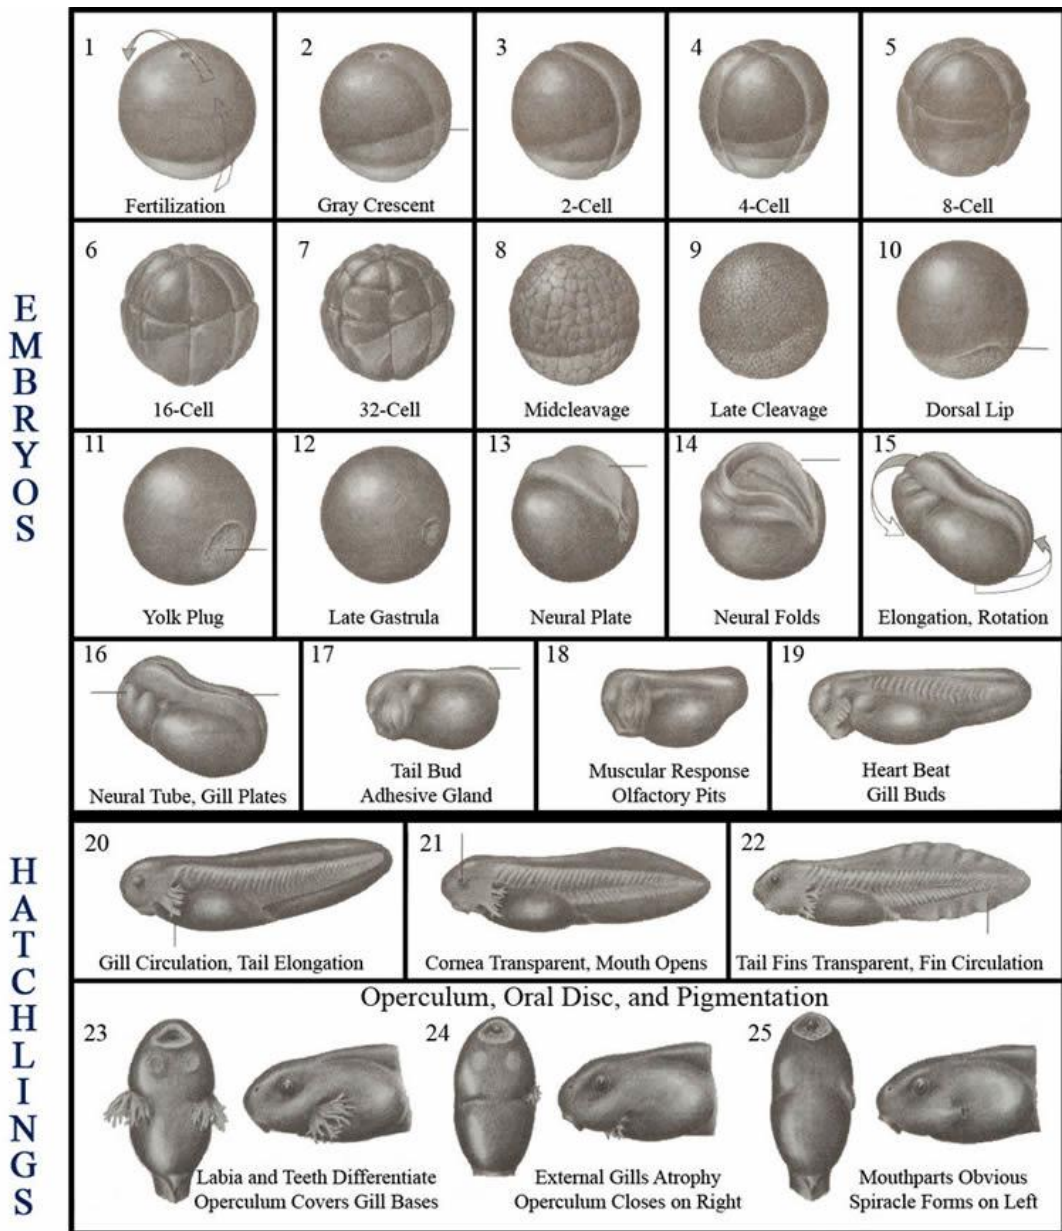 EMBRYOS
1
Fertilization
2
Gray Crescent
3
2-Cell
4
4-Cell
5
8-Cell
6
16-Cell
7
32-Cell
8
Midcleavage
9
Late Cleavage
10
Dorsal Lip
11
Yolk Plug
12
Late Gastrula
13
Neural Plate
14
Neural Folds
15
Elongation, Rotation
16
Neural Tube, Gill Plates
17
Tail Bud
Adhesive Gland
18
Muscular Response
Olfactory Pits
19
Heart Beat
Gill Buds
HATCHLINGS
20
Gill Circulation, Tail Elongation
21
Cornea Transparent, Mouth Opens
22
Tail Fins Transparent, Fin Circulation
Operculum, Oral Disc, and Pigmentation
23
Labia and Teeth Differentiate
Operculum Covers Gill Bases
24
External Gills Atrophy
Operculum Closes on Right
25
Mouthparts Obvious
Spiracle Forms on Left